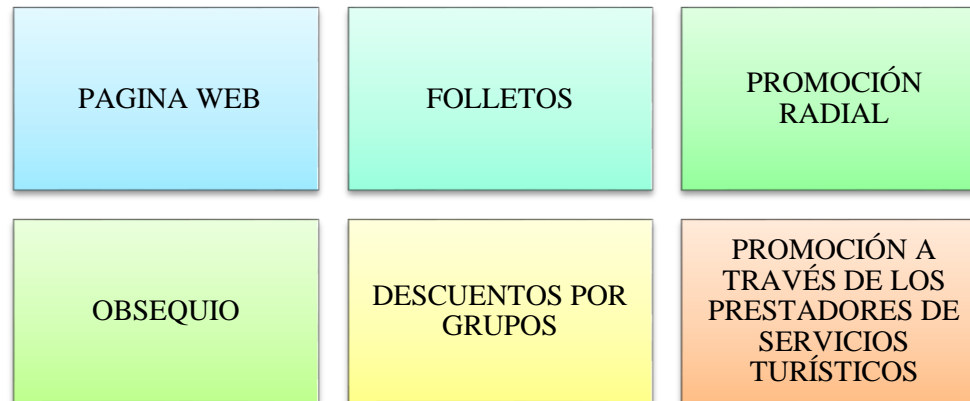 PAGINA WEB
FOLLETOS
PROMOCIÓN
RADIAL
OBSEQUIO
DESCUENTOS POR
GRUPOS
PROMOCIÓN A
TRAVÉS DE LOS
PRESTADORES DE
SERVICIOS
TURÍSTICOS